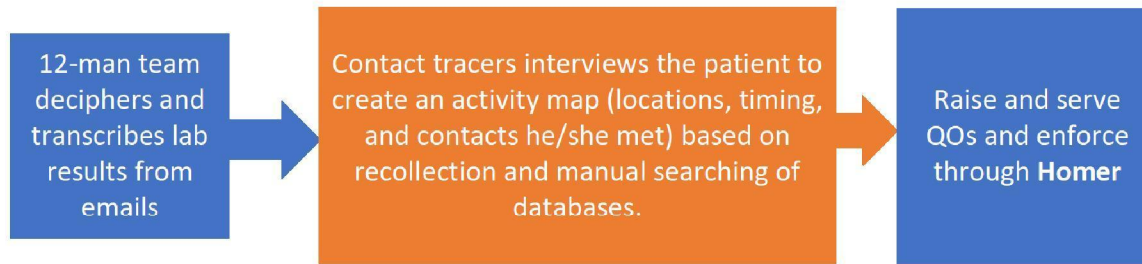 12-man team
deciphers and
transcribes lab
results from
emails
Contact tracers interviews the patient to
create an activity map (locations, timing,
and contacts he/she met) based on
recollection and manual searching of
databases.
Raise and serve
QOs and enforce
through Homer